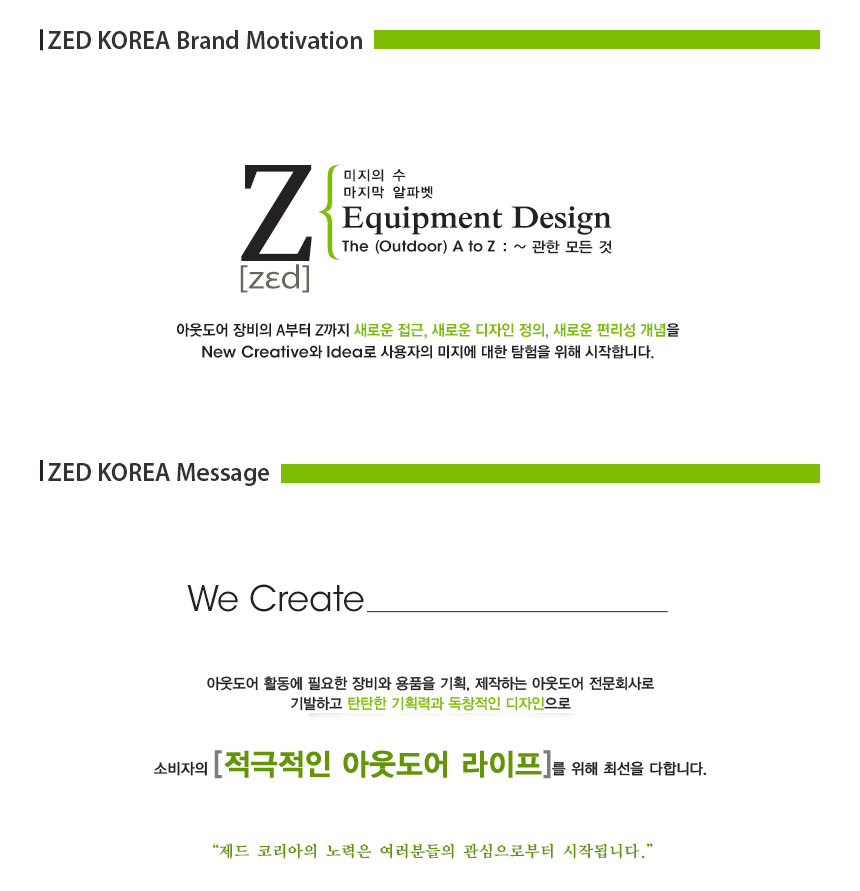 ZED KOREA Brand Motivation
Z
[zɛd]
미지의 수
마지막 알파벳
Equipment Design
The (Outdoor) A to Z : ~ 관한 모든 것
아웃도어 장비의 A부터 Z까지 새로운 접근, 새로운 디자인 정의, 새로운 편리성 개념을
New Creative와 Idea로 사용자의 미지에 대한 탐험을 위해 시작합니다.
ZED KOREA Message
We Create
아웃도어 활동에 필요한 장비와 용품을 기획, 제작하는 아웃도어 전문회사로
기발하고 탄탄한 기획력과 독창적인 디자인으로
소비자의 [적극적인 아웃도어 라이프]를 위해 최선을 다합니다.
“제드 코리아의 노력은 여러분들의 관심으로부터 시작됩니다.”